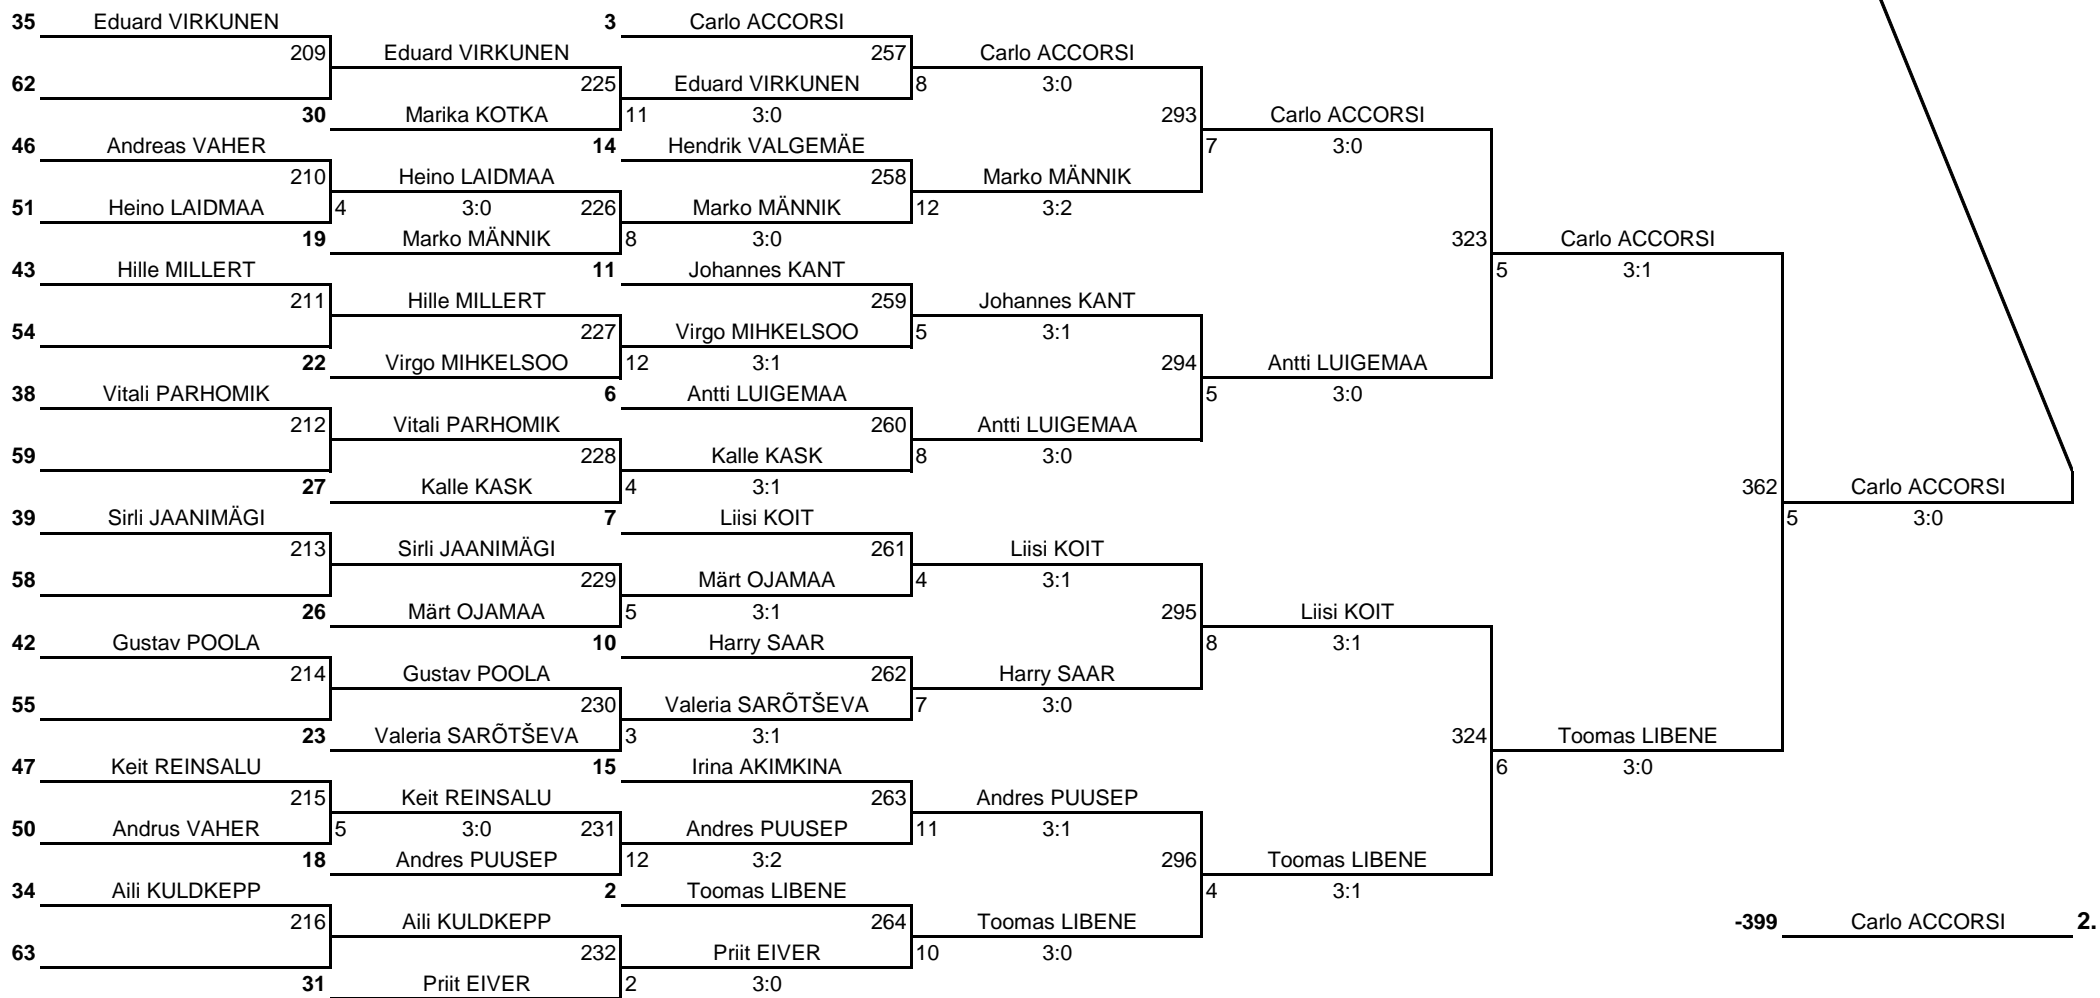 35 Eduard VIRKUNEN 3 Carlo ACCORSI
209 Eduard VIRKUNEN 257 Carlo ACCORSI
62 225 Eduard VIRKUNEN 8 3:0
30 Marika KOTKA 11 3:0 293 Carlo ACCORSI
46 Andreas VAHER 14 Hendrik VALGEMÄE 7 3:0
210 Heino LAIDMAA 258 Marko MÄNNIK
51 Heino LAIDMAA 4 3:0 226 Marko MÄNNIK 12 3:2
19 Marko MÄNNIK 8 3:0 323 Carlo ACCORSI
43 Hille MILLERT 11 Johannes KANT 5 3:1
211 Hille MILLERT 259 Johannes KANT
54 227 Virgo MIHKELSOO 5 3:1
22 Virgo MIHKELSOO 12 3:1 294 Antti LUIGEMAA
38 Vitali PARHOMIK 6 Antti LUIGEMAA 5 3:0
212 Vitali PARHOMIK 260 Antti LUIGEMAA
59 228 Kalle KASK 8 3:0
27 Kalle KASK 4 3:1 362 Carlo ACCORSI
39 Sirli JAANIMÄGI 7 Liisi KOIT 5 3:0
213 Sirli JAANIMÄGI 261 Liisi KOIT
58 229 Märt OJAMAA 4 3:1
26 Märt OJAMAA 5 3:1 295 Liisi KOIT
42 Gustav POOLA 10 Harry SAAR 8 3:1
214 Gustav POOLA 262 Harry SAAR
55 230 Valeria SARÕTŠEVA 7 3:0
23 Valeria SARÕTŠEVA 3 3:1 324 Toomas LIBENE
47 Keit REINSALU 15 Irina AKIMKINA 6 3:0
215 Keit REINSALU 263 Andres PUUSEP
50 Andrus VAHER 5 3:0 231 Andres PUUSEP 11 3:1
18 Andres PUUSEP 12 3:2 296 Toomas LIBENE
34 Aili KULDKEPP 2 Toomas LIBENE 4 3:1
216 Aili KULDKEPP 264 Toomas LIBENE -399 Carlo ACCORSI 2.
63 232 Priit EIVER 10 3:0
31 Priit EIVER 2 3:0